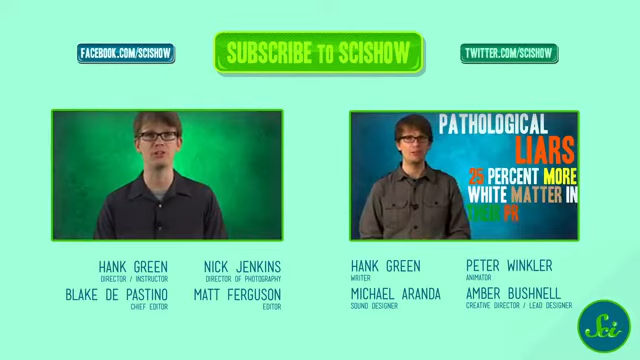 FACEBOOK.COM/SCISHOW
SUBSCRIBE TO SCISHOW
TWITTER.COM/SCISHOW
PATHOLOGICAL
LIARS
25 PERCENT MORE
WHITE MATTER IN
THEIR PR
HANK GREEN
DIRECTOR / INSTRUCTOR
NICK JENKINS
DIRECTOR OF PHOTOGRAPHY
BLAKE DE PASTINO
CHIEF EDITOR
MATT FERGUSON
EDITOR
HANK GREEN
WRITER
PETER WINKLER
ANIMATOR
MICHAEL ARANDA
SOUND DESIGNER
AMBER BUSHNELL
CREATIVE DIRECTOR / LEAD DESIGNER
Sci